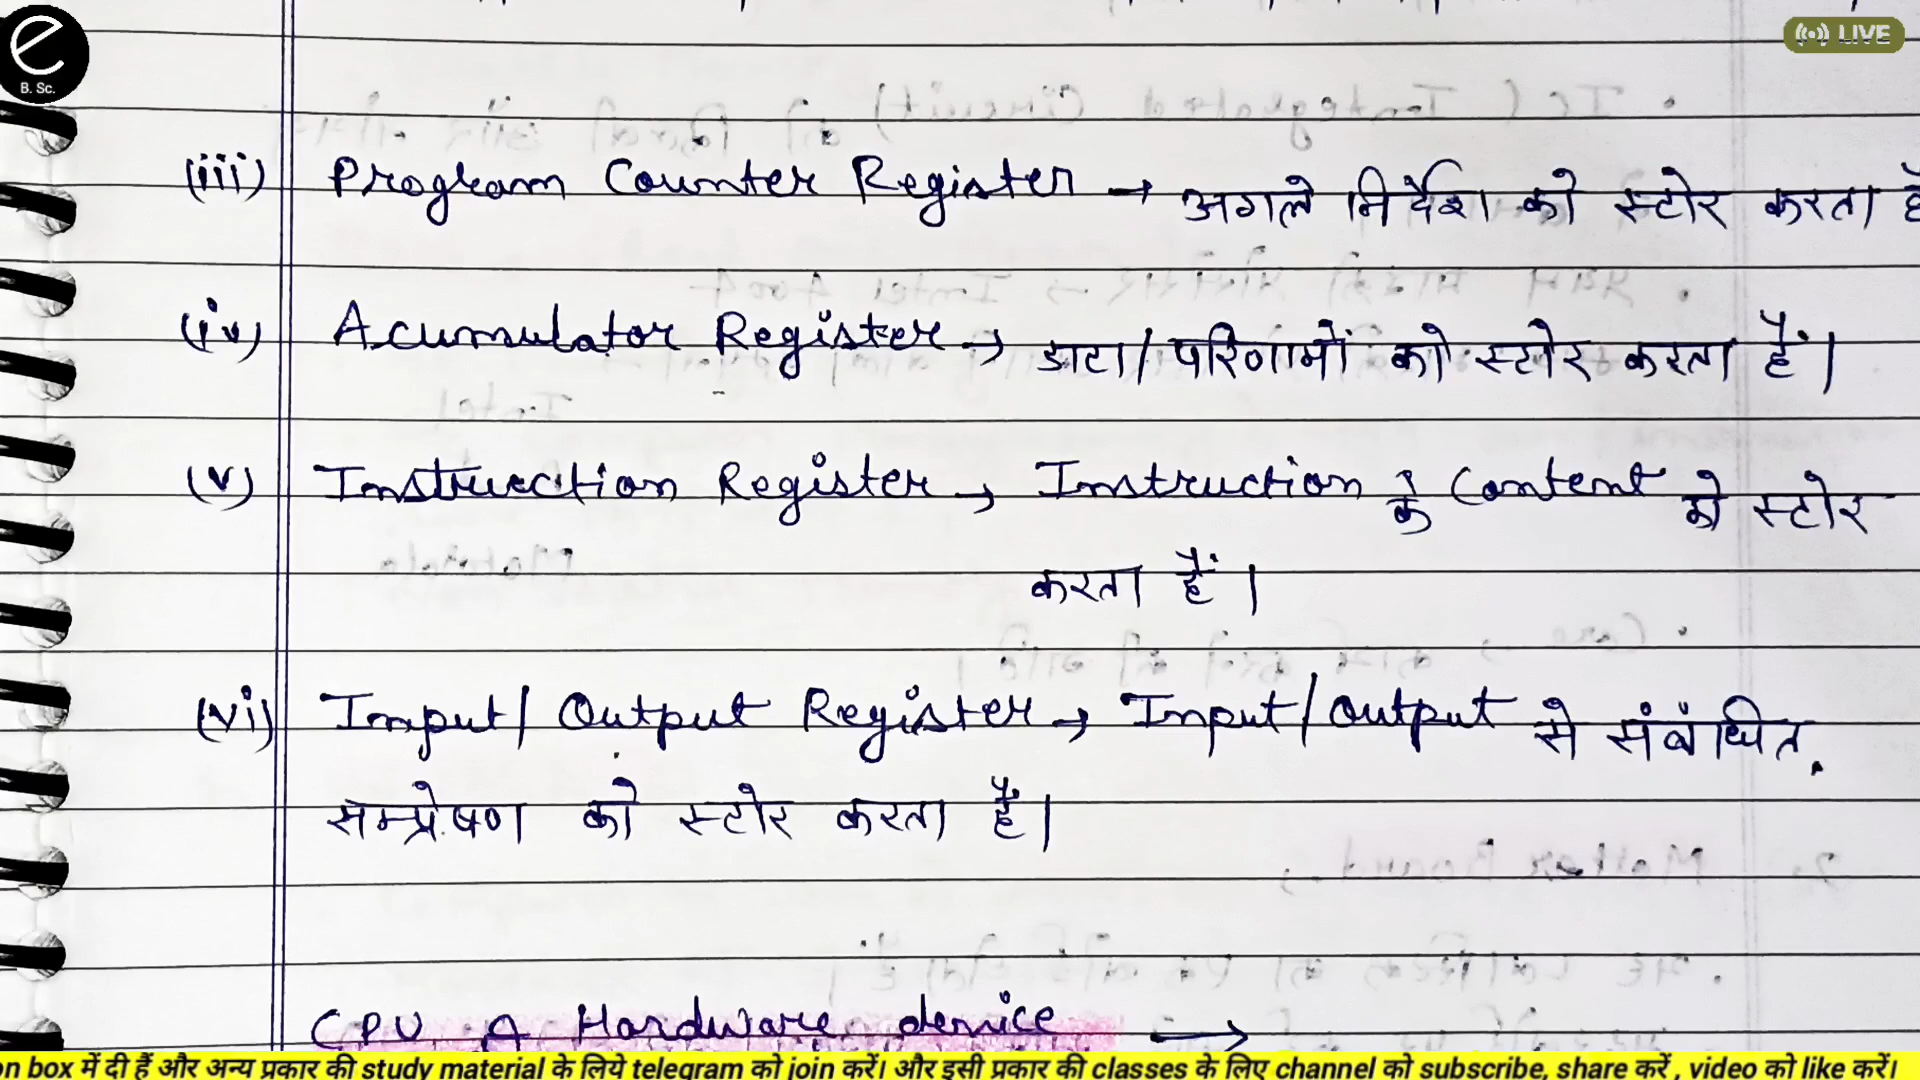 e
B. Sc.
LIVE
(iii) Program Counter Register → अगले निर्देश को स्टोर करता है
(iv) Acumulator Register → डाटा/परिणामों को स्टोर करता हैं।
(v) Instruction Register → Instruction के Content को स्टोर
करता हैं।
(vi) Input/Output Register → Input/Output से संबंधित
सम्प्रेषण को स्टोर करता हैं।
CPU A Hardware device →
on box में दी हैं और अन्य प्रकार की study material के लिये telegram को join करें। और इसी प्रकार की classes के लिए channel को subscribe, share करें , video को like करें।